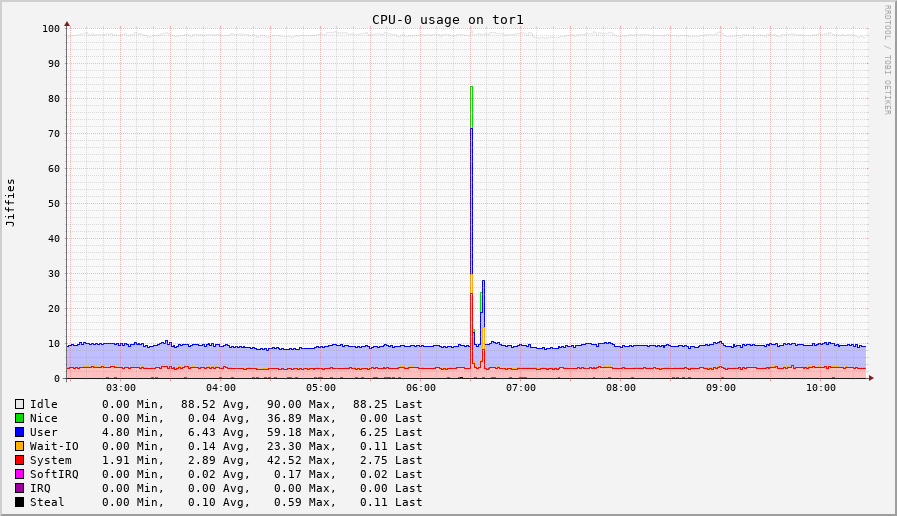 CPU-0 usage on tor1
RRDTOOL / TOBI OETIKER
Jiffies
100
90
80
70
60
50
40
30
20
10
0
03:00 04:00 05:00 06:00 07:00 08:00 09:00 10:00
Idle 0.00 Min, 88.52 Avg, 90.00 Max, 88.25 Last
Nice 0.00 Min, 0.04 Avg, 36.89 Max, 0.00 Last
User 4.80 Min, 6.43 Avg, 59.18 Max, 6.25 Last
Wait-IO 0.00 Min, 0.14 Avg, 23.30 Max, 0.11 Last
System 1.91 Min, 2.89 Avg, 42.52 Max, 2.75 Last
SoftIRQ 0.00 Min, 0.02 Avg, 0.17 Max, 0.02 Last
IRQ 0.00 Min, 0.00 Avg, 0.00 Max, 0.00 Last
Steal 0.00 Min, 0.10 Avg, 0.59 Max, 0.11 Last